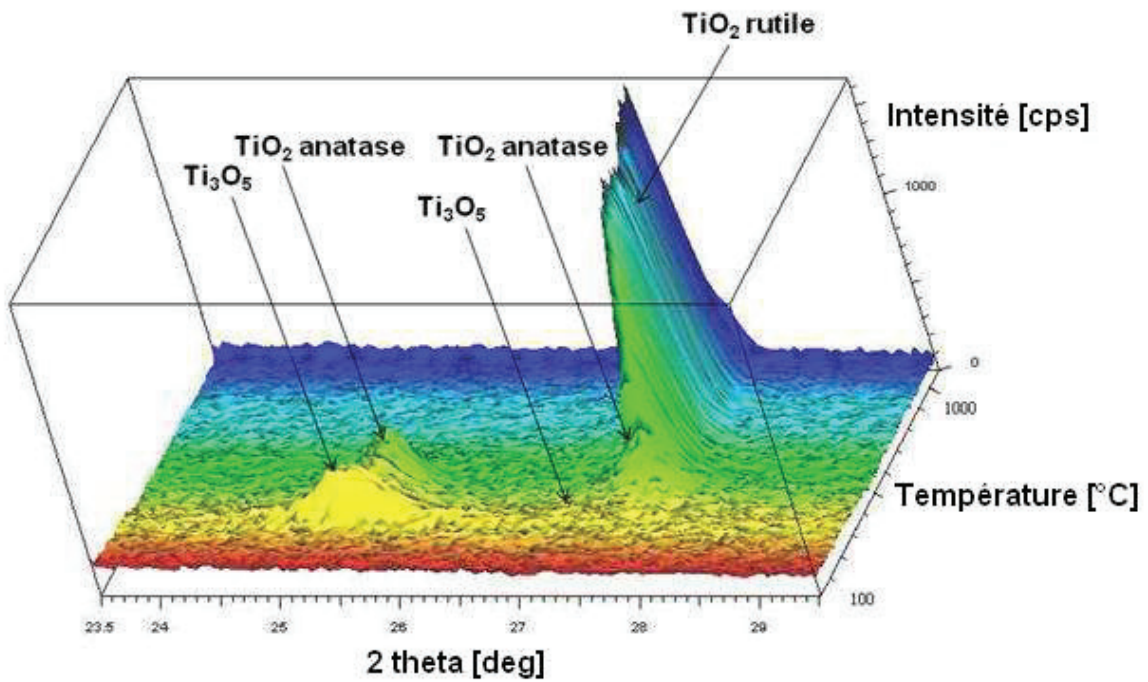 TiO₂ rutile
Intensité [cps]
TiO₂ anatase
TiO₂ anatase
Ti₃O₅
Ti₃O₅
1000
0
1000
Température [°C]
100
23.5 24 25 26 27 28 29
2 theta [deg]